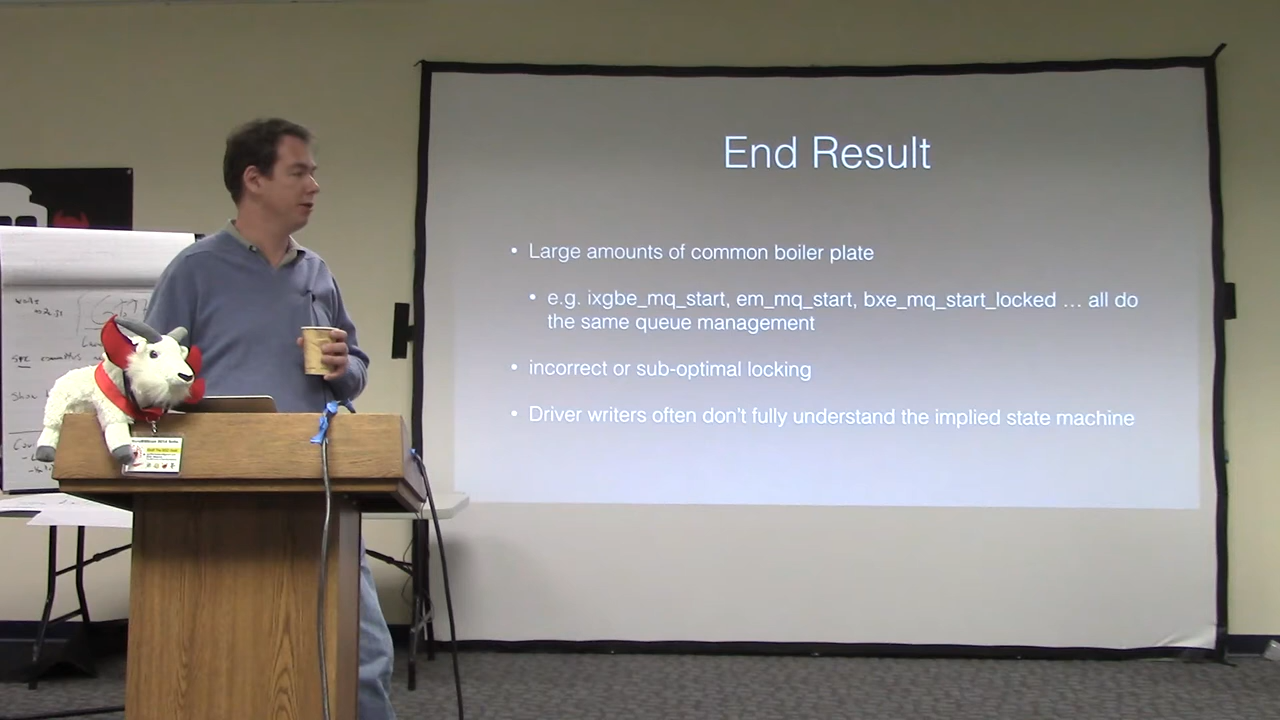 End Result
• Large amounts of common boiler plate
• e.g. ixgbe_mq_start, em_mq_start, bxe_mq_start_locked … all do
the same queue management
• incorrect or sub-optimal locking
• Driver writers often don't fully understand the implied state machine